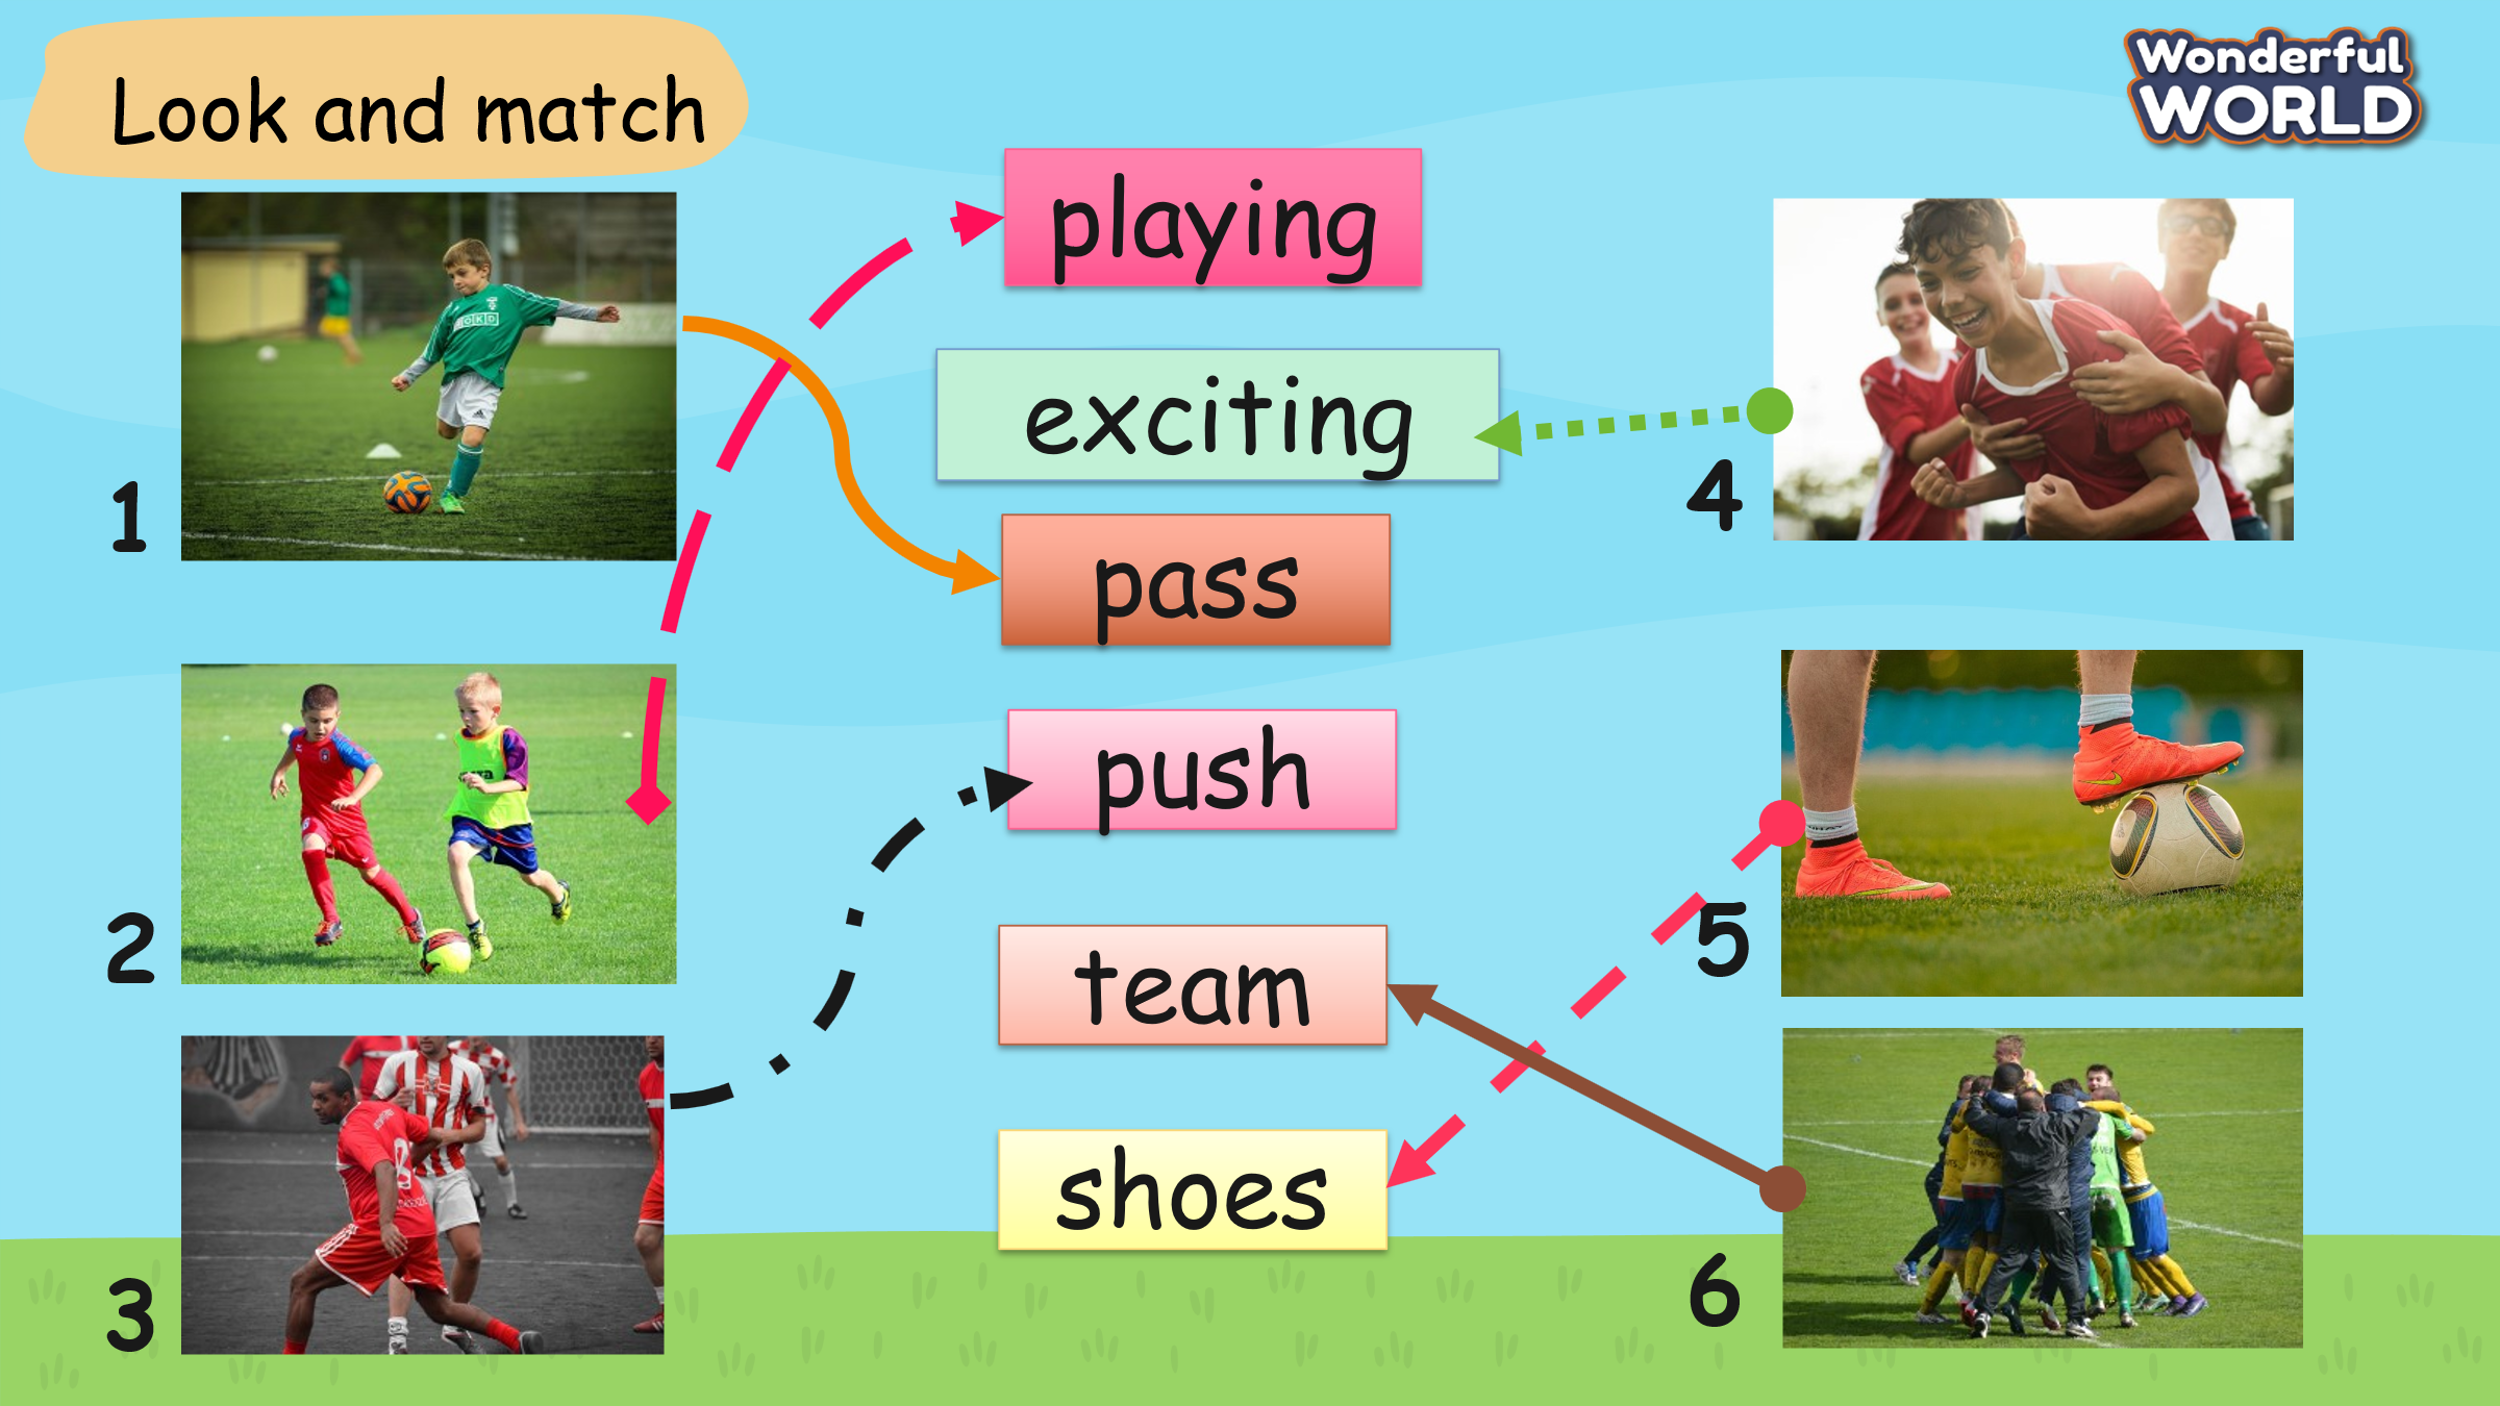 Look and match
Wonderful
WORLD
playing
exciting
pass
push
team
shoes
1
2
3
4
5
6